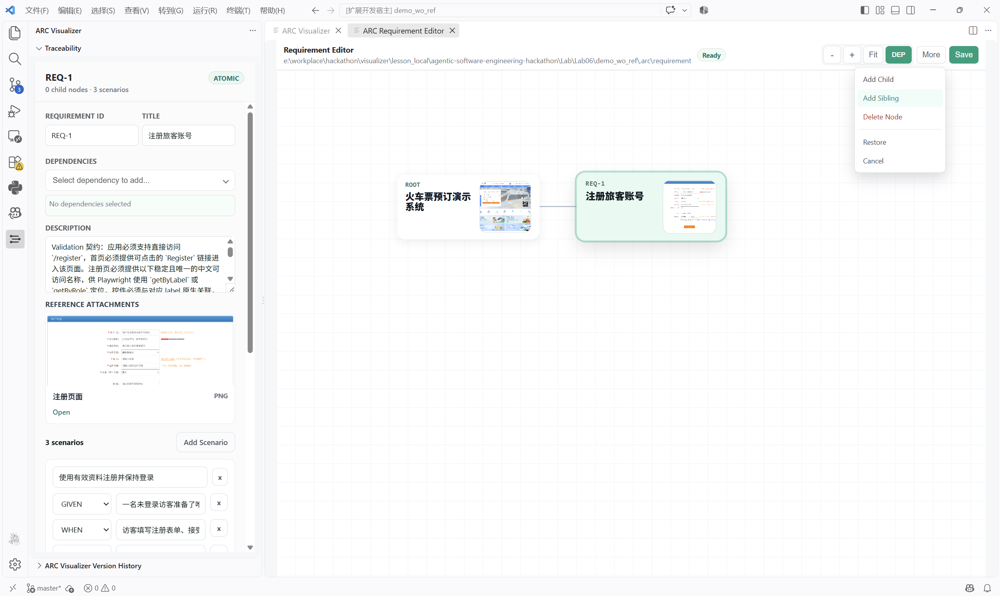 文件(F) 编辑(E) 选择(S) 查看(V) 转到(G) 运行(R) 终端(T) 帮助(H)
[扩展开发宿主] demo_wo_ref
ARC Visualizer
Traceability
REQ-1
ATOMIC
0 child nodes · 3 scenarios
REQUIREMENT ID
TITLE
REQ-1
注册旅客账号
DEPENDENCIES
Select dependency to add...
No dependencies selected
DESCRIPTION
Validation 契约：应用必须支持直接访问
`/register`，首页必须提供可点击的 `Register` 链接进
入该页面。注册页必须提供以下稳定且唯一的中文可
访问名称，供 Playwright 使用 `getByLabel` 或
`getByRole` 定位，控件必须与对应 label 原生关联，
REFERENCE ATTACHMENTS
注册页面
PNG
Open
3 scenarios
Add Scenario
使用有效资料注册并保持登录
x
GIVEN
一名未登录访客准备了
x
WHEN
访客填写注册表单、接受
x
ARC Visualizer Version History
ARC Visualizer
ARC Requirement Editor
Requirement Editor
e:\workplace\hackathon\visualizer\lesson_local\agentic-software-engineering-hackathon\Lab\Lab06\demo_wo_ref\.arc\requirement
Ready
-
+
Fit
DEP
More
Save
Add Child
Add Sibling
Delete Node
Restore
Cancel
ROOT
火车票预订演示
系统
REQ-1
注册旅客账号
3
master*
0
0